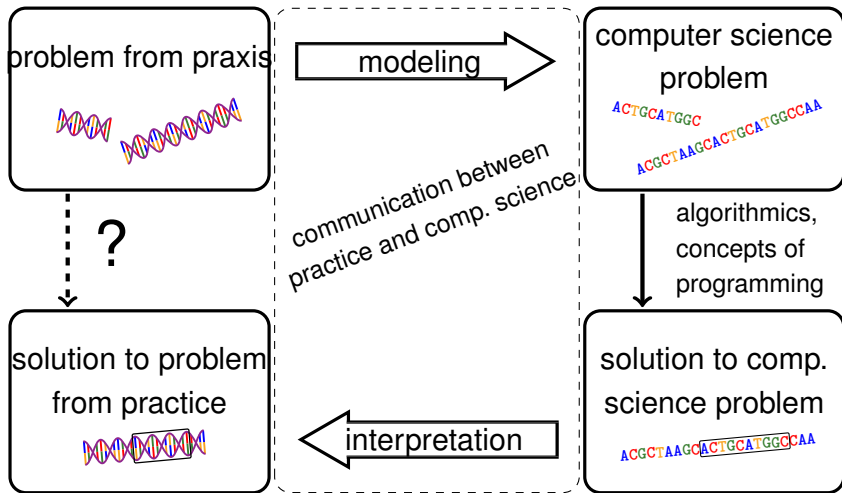 problem from praxis
modeling
computer science
problem
ACTGCATGGC
ACGCTAAGCACTGCATGGCCAA
communication between
practice and comp. science
?
algorithmics,
concepts of
programming
solution to problem
from practice
interpretation
solution to comp.
science problem
ACGCTAAGCACTGCATGGCCAA